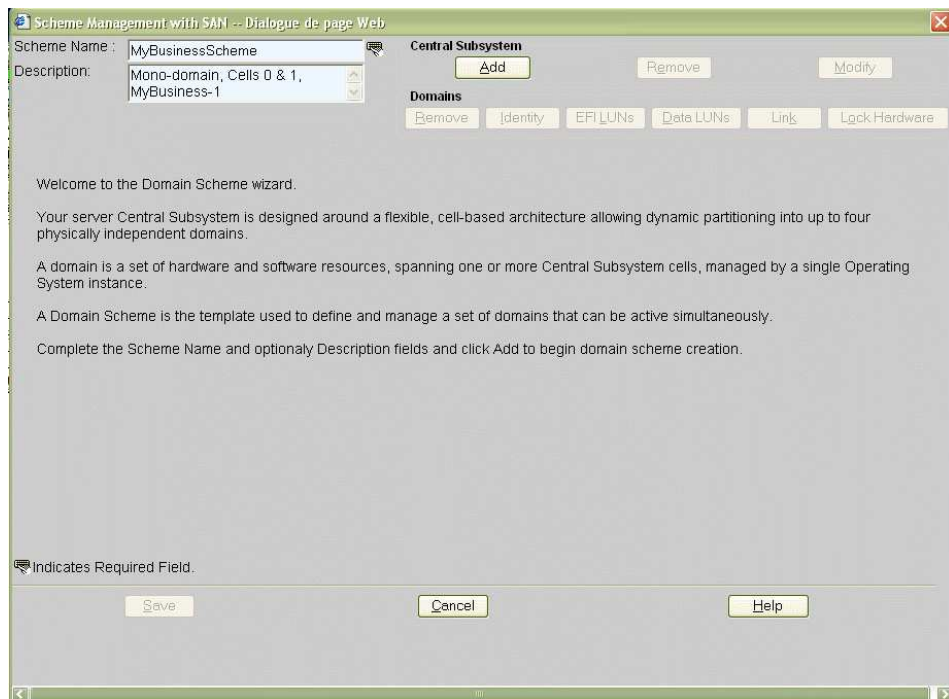 Scheme Management with SAN -- Dialogue de page Web
Scheme Name :
MyBusinessScheme
Description:
Mono-domain, Cells 0 & 1,
MyBusiness-1
Central Subsystem
Add
Remove
Modify
Domains
Remove
Identity
EFI LUNs
Data LUNs
Link
Lock Hardware
Welcome to the Domain Scheme wizard.
Your server Central Subsystem is designed around a flexible, cell-based architecture allowing dynamic partitioning into up to four
physically independent domains.
A domain is a set of hardware and software resources, spanning one or more Central Subsystem cells, managed by a single Operating
System instance.
A Domain Scheme is the template used to define and manage a set of domains that can be active simultaneously.
Complete the Scheme Name and optionaly Description fields and click Add to begin domain scheme creation.
Indicates Required Field.
Save
Cancel
Help